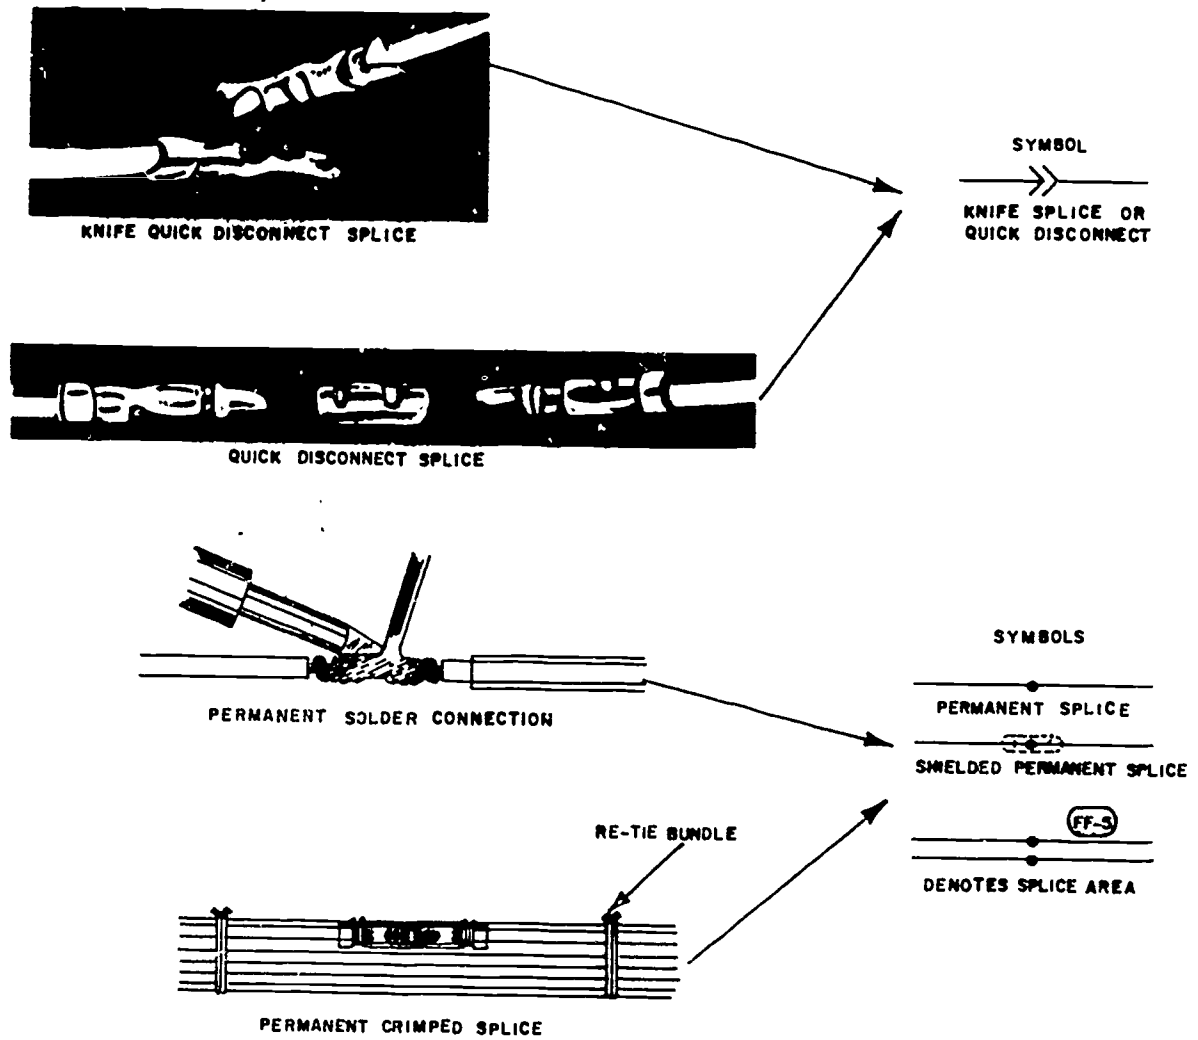 SYMBOL
KNIFE SPLICE OR
QUICK DISCONNECT
KNIFE QUICK DISCONNECT SPLICE
QUICK DISCONNECT SPLICE
SYMBOLS
PERMANENT SPLICE
PERMANENT SOLDER CONNECTION
SHIELDED PERMANENT SPLICE
FF-5
RE-TIE BUNDLE
DENOTES SPLICE AREA
PERMANENT CRIMPED SPLICE